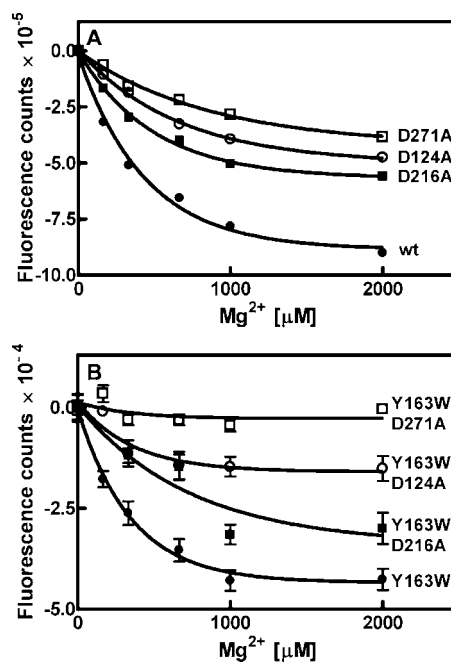 A
Fluorescence counts × 10⁻⁵
0.0
-2.5
-5.0
-7.5
-10.0
D271A
D124A
D216A
wt
0
1000
2000
Mg²⁺ [µM]
B
Fluorescence counts × 10⁻⁴
0.0
-2.5
-5.0
Y163W
D271A
Y163W
D124A
Y163W
D216A
Y163W
0
1000
2000
Mg²⁺ [µM]